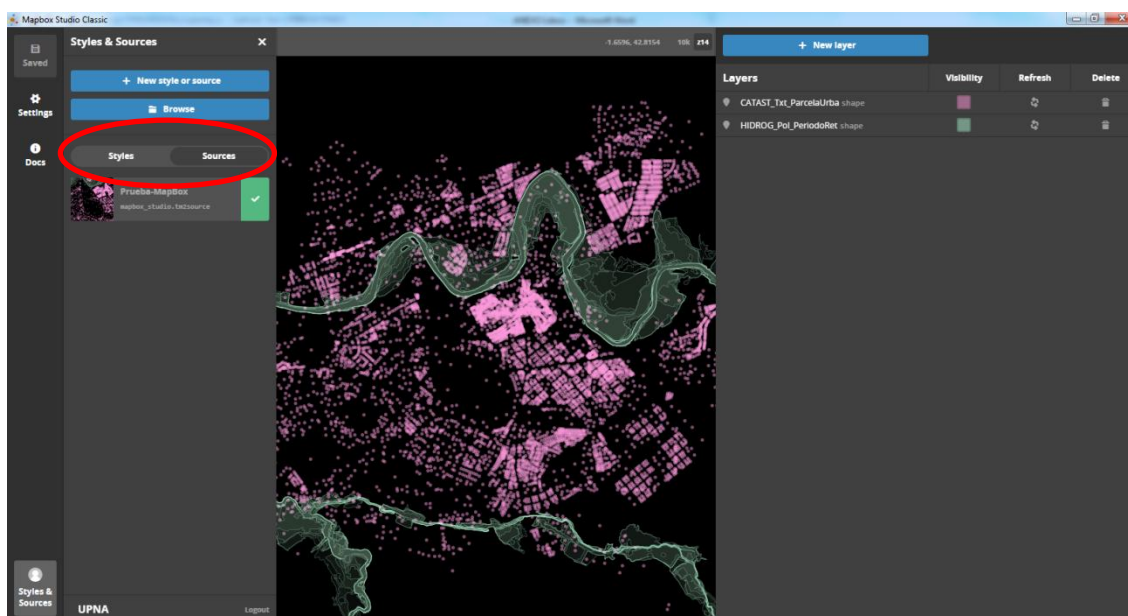 Mapbox Studio Classic
Saved
Settings
Docs
Styles &
Sources
Styles & Sources
+ New style or source
Browse
Styles Sources
Prueba-MapBox
mapbox_studio.tm2source
UPNA Logout
-1.6596, 42.8154 18k z14
+ New layer
Layers Visibility Refresh Delete
CATAST_Txt_ParcelaUrba shape
HIDROG_Pol_PeriodoRet shape